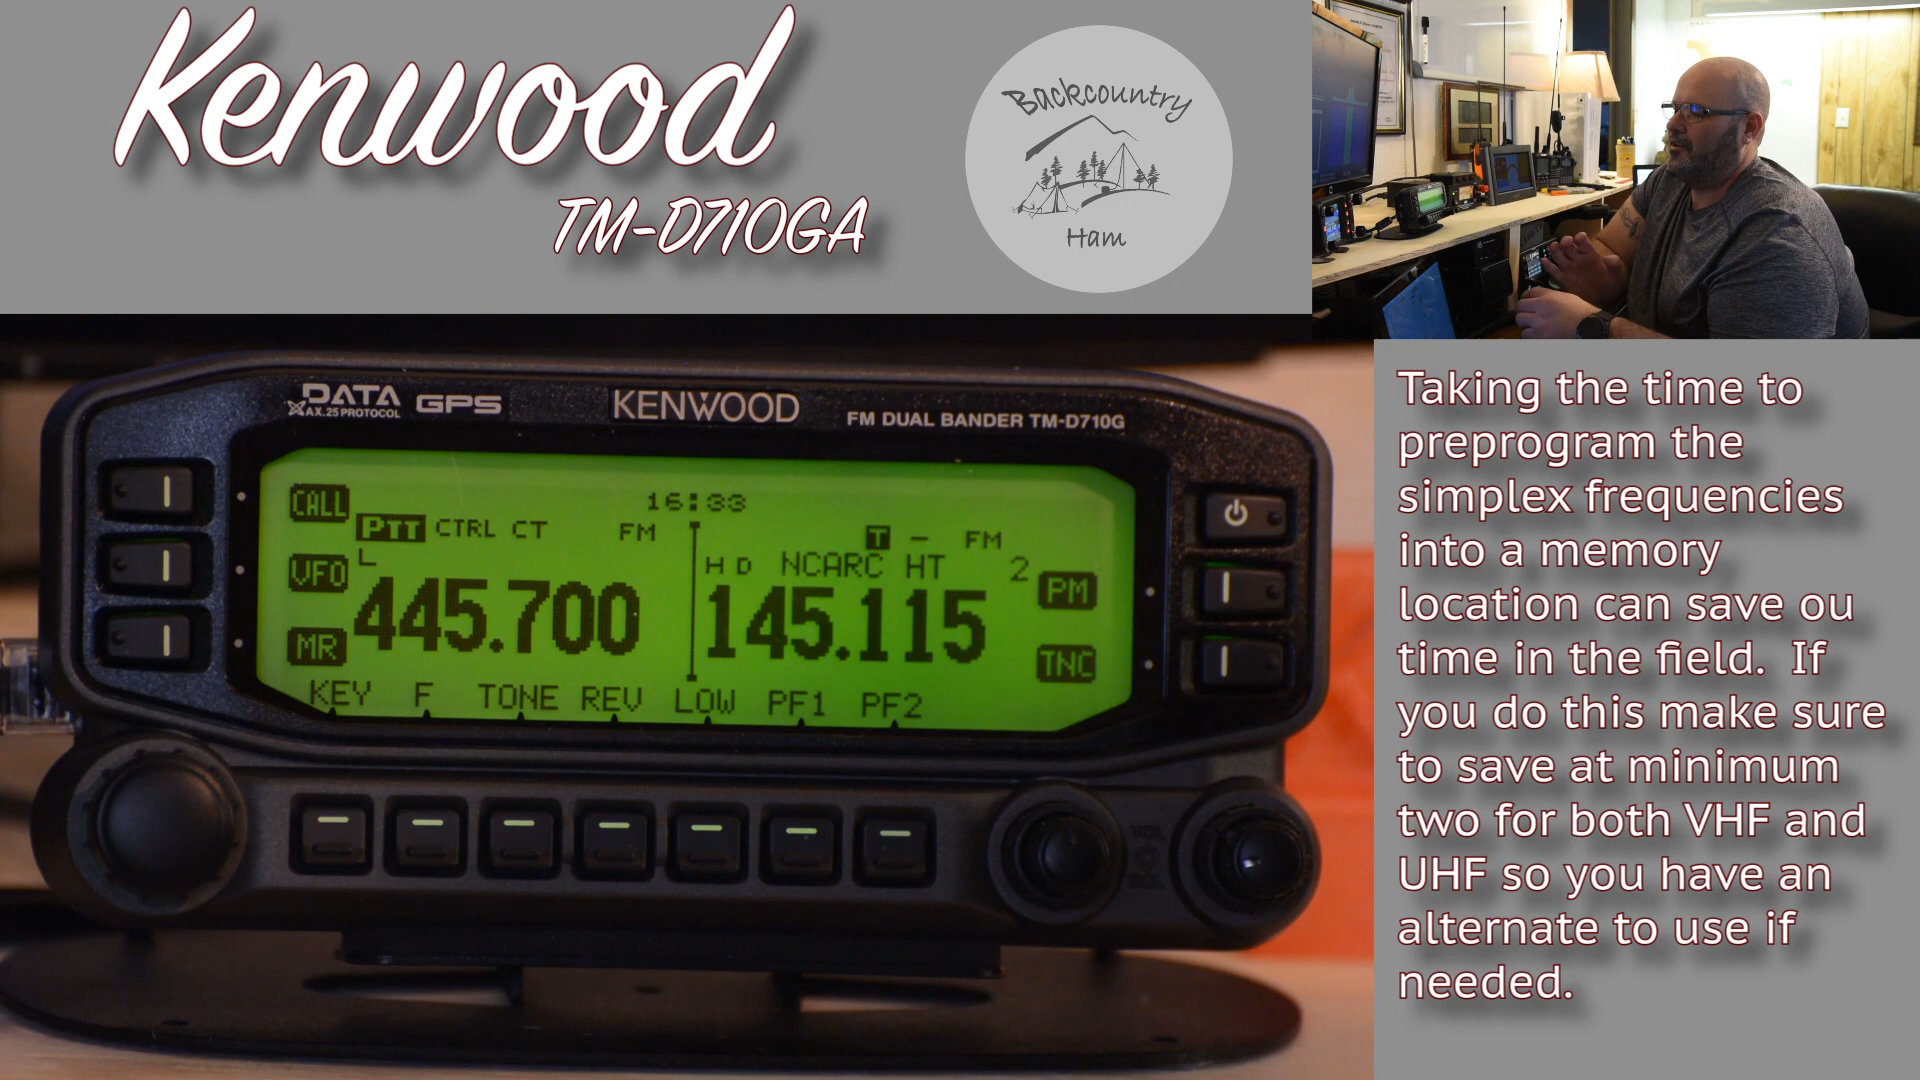 Kenwood
TM-D710GA
Backcountry
Ham
DATA
AX.25 PROTOCOL
GPS
KENWOOD
FM DUAL BANDER TM-D710G
CALL
16:33
PTT CTRL CT FM
T - FM
L
H D NCARC HT 2
VFO
445.700
145.115
PM
MR
TNC
KEY F TONE REV LOW PF1 PF2
Taking the time to
preprogram the
simplex frequencies
into a memory
location can save ou
time in the field. If
you do this make sure
to save at minimum
two for both VHF and
UHF so you have an
alternate to use if
needed.